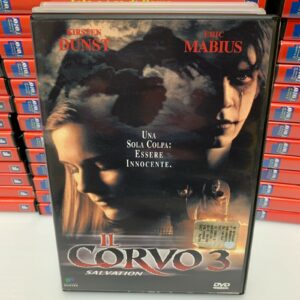 KIRSTEN
DUNST
ERIC
MABIUS
UNA
SOLA COLPA:
ESSERE
INNOCENTE.
IL
CORVO 3
SALVATION
DVD